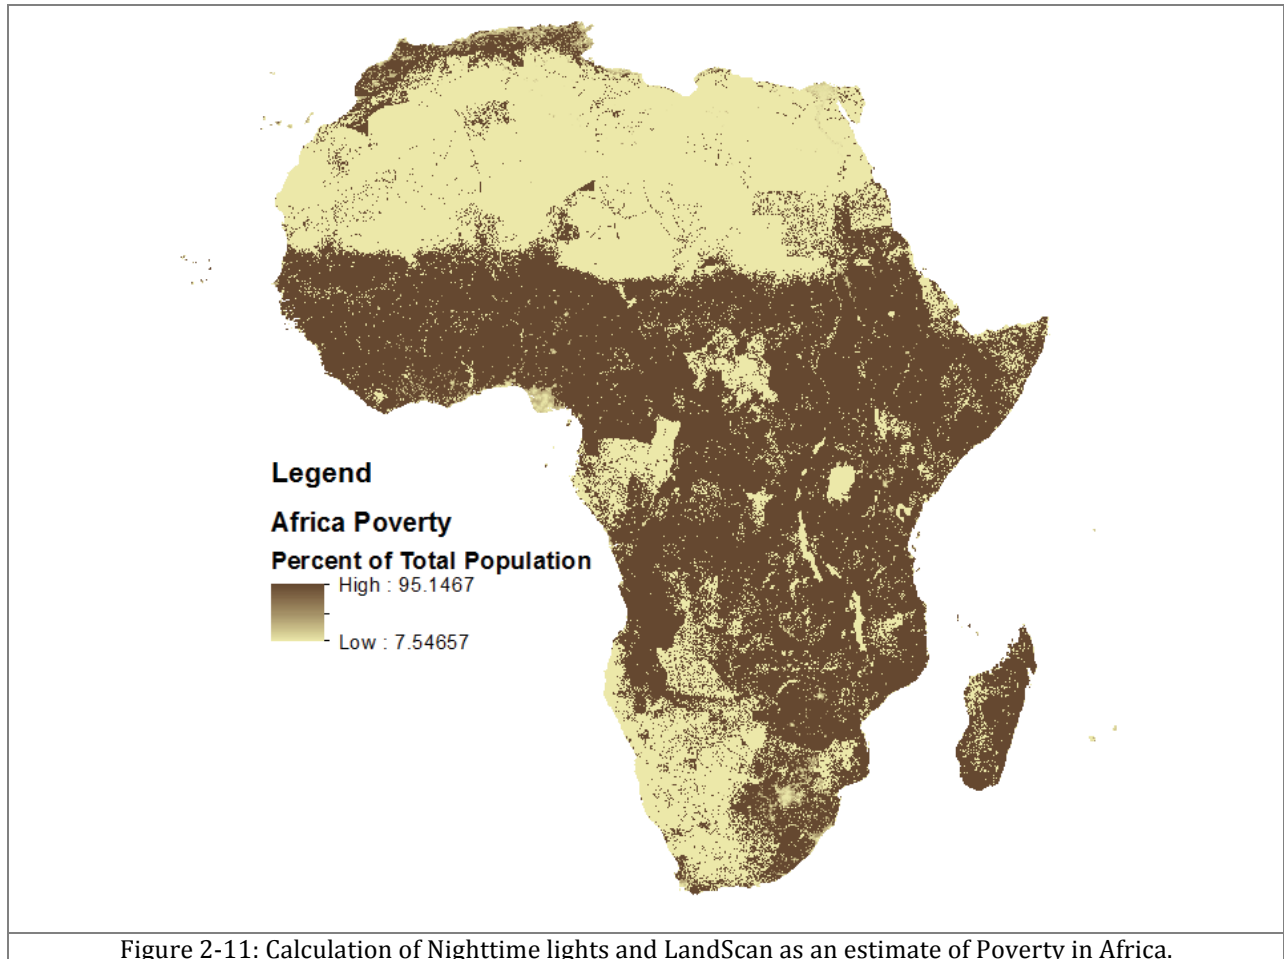 Legend
Africa Poverty
Percent of Total Population
High : 95.1467
Low : 7.54657
Figure 2-11: Calculation of Nighttime lights and LandScan as an estimate of Poverty in Africa.